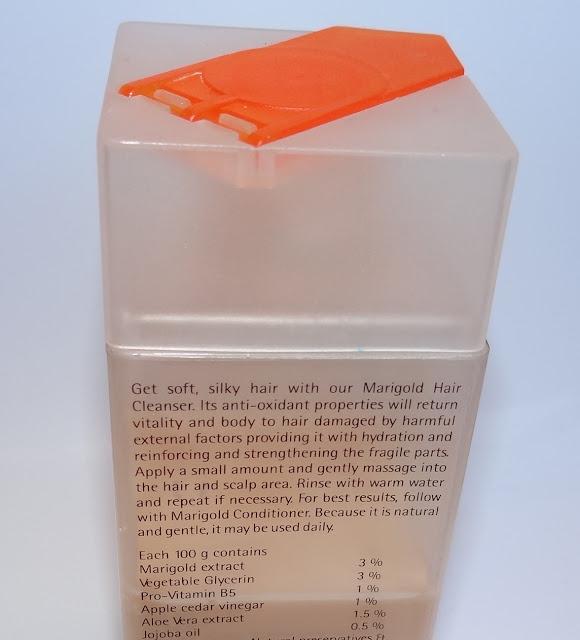 Get soft, silky hair with our Marigold Hair
Cleanser. Its anti-oxidant properties will return
vitality and body to hair damaged by harmful
external factors providing it with hydration and
reinforcing and strengthening the fragile parts.
Apply a small amount and gently massage into
the hair and scalp area. Rinse with warm water
and repeat if necessary. For best results, follow
with Marigold Conditioner. Because it is natural
and gentle, it may be used daily.
Each 100 g contains
Marigold extract 3 %
Vegetable Glycerin 3 %
Pro-Vitamin B5 1 %
Apple cedar vinegar 1 %
Aloe Vera extract 1.5 %
Jojoba oil 0.5 %
Natural preservatives &